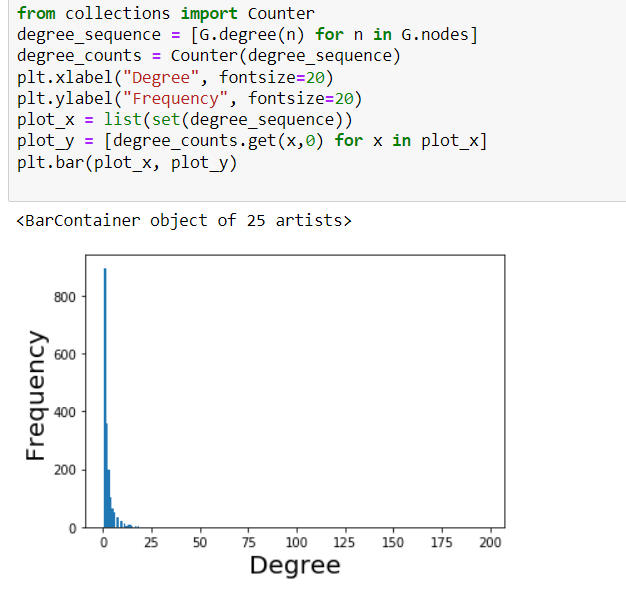 from collections import Counter
degree_sequence = [G.degree(n) for n in G.nodes]
degree_counts = Counter(degree_sequence)
plt.xlabel("Degree", fontsize=20)
plt.ylabel("Frequency", fontsize=20)
plot_x = list(set(degree_sequence))
plot_y = [degree_counts.get(x,0) for x in plot_x]
plt.bar(plot_x, plot_y)
<BarContainer object of 25 artists>
800
600
400
200
0
Frequency
0 25 50 75 100 125 150 175 200
Degree